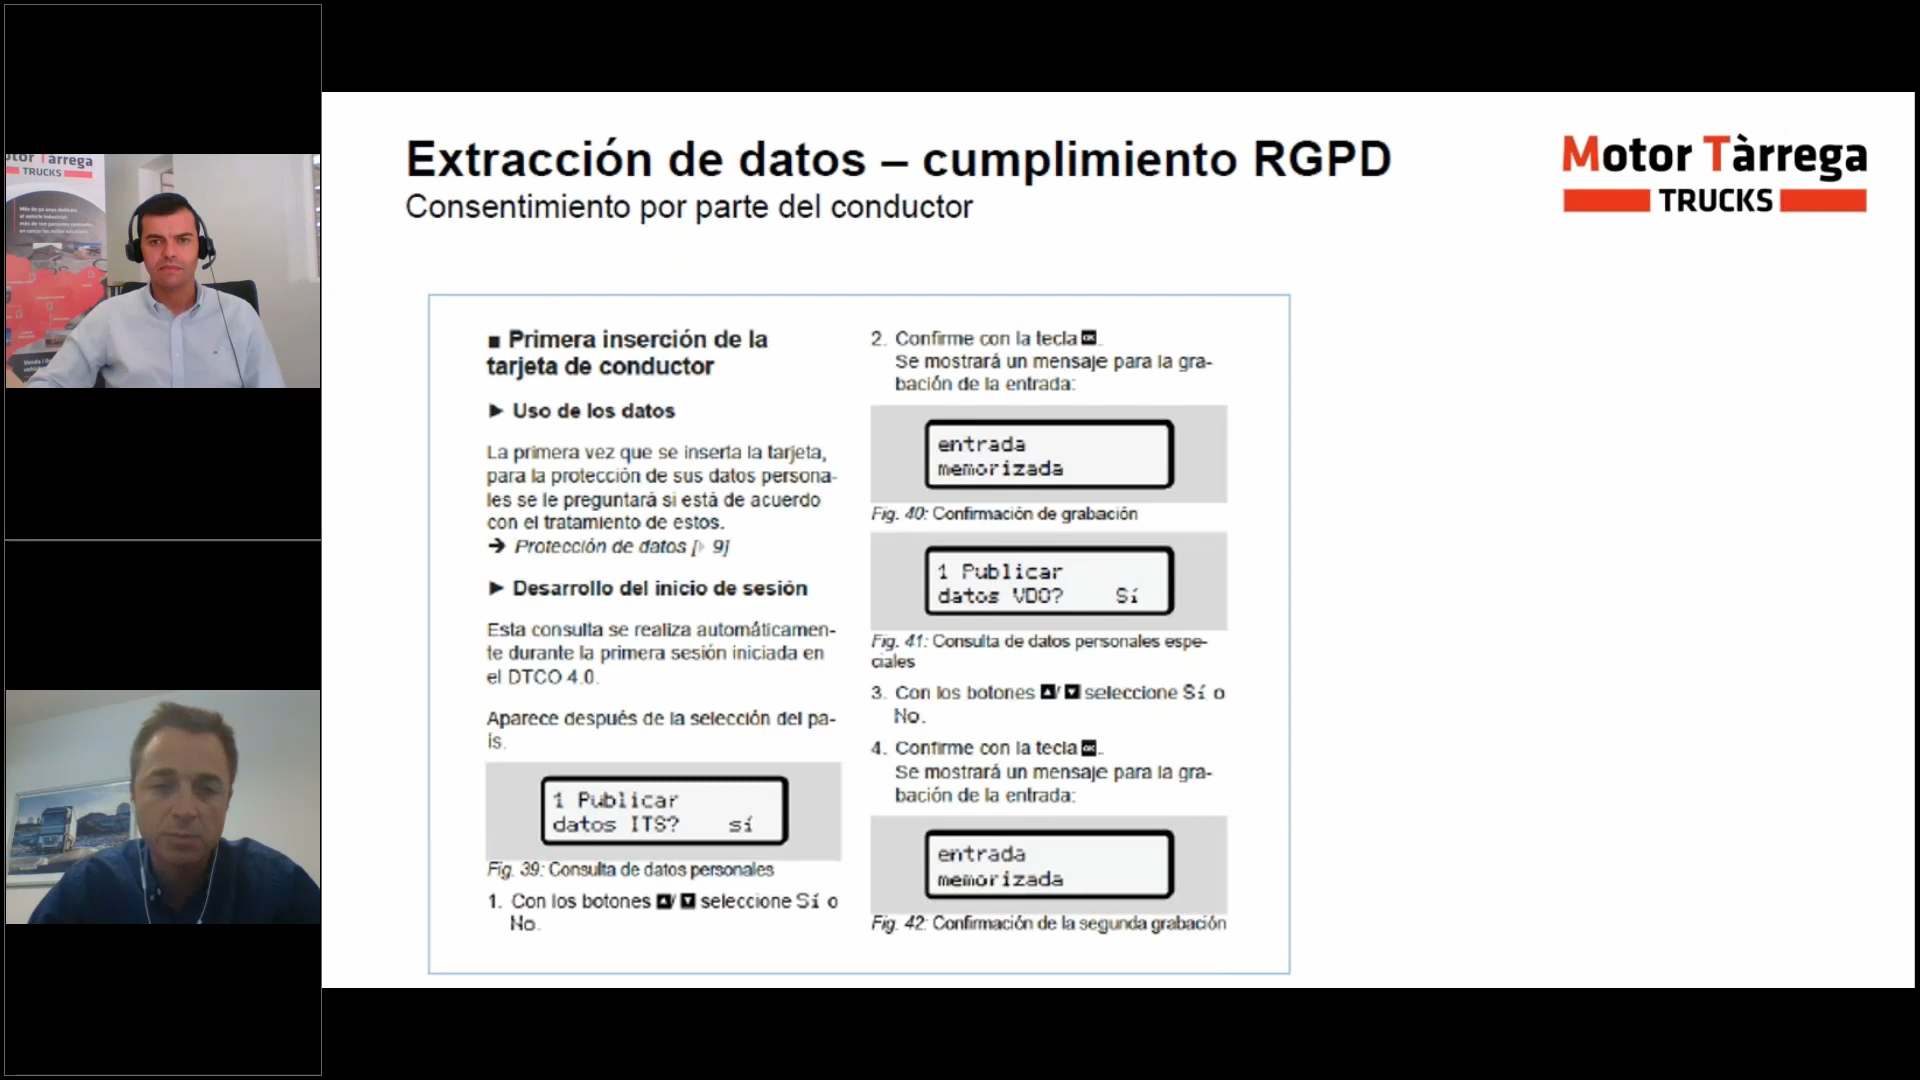 Extracción de datos – cumplimiento RGPD
Consentimiento por parte del conductor
Motor Tàrrega
TRUCKS
■ Primera inserción de la
tarjeta de conductor
► Uso de los datos
La primera vez que se inserta la tarjeta,
para la protección de sus datos persona-
les se le preguntará si está de acuerdo
con el tratamiento de estos.
➔ Protección de datos [▷ 9]
► Desarrollo del inicio de sesión
Esta consulta se realiza automáticamen-
te durante la primera sesión iniciada en
el DTCO 4.0.
Aparece después de la selección del pa-
ís.
1 Publicar
datos ITS? sí
Fig. 39: Consulta de datos personales
1. Con los botones ▲/▼ seleccione Sí o
No.
2. Confirme con la tecla OK.
Se mostrará un mensaje para la gra-
bación de la entrada:
entrada
memorizada
Fig. 40: Confirmación de grabación
1 Publicar
datos VDO? Sí
Fig. 41: Consulta de datos personales espe-
ciales
3. Con los botones ▲/▼ seleccione Sí o
No.
4. Confirme con la tecla OK.
Se mostrará un mensaje para la gra-
bación de la entrada:
entrada
memorizada
Fig. 42: Confirmación de la segunda grabación
otor Tàrrega
TRUCKS